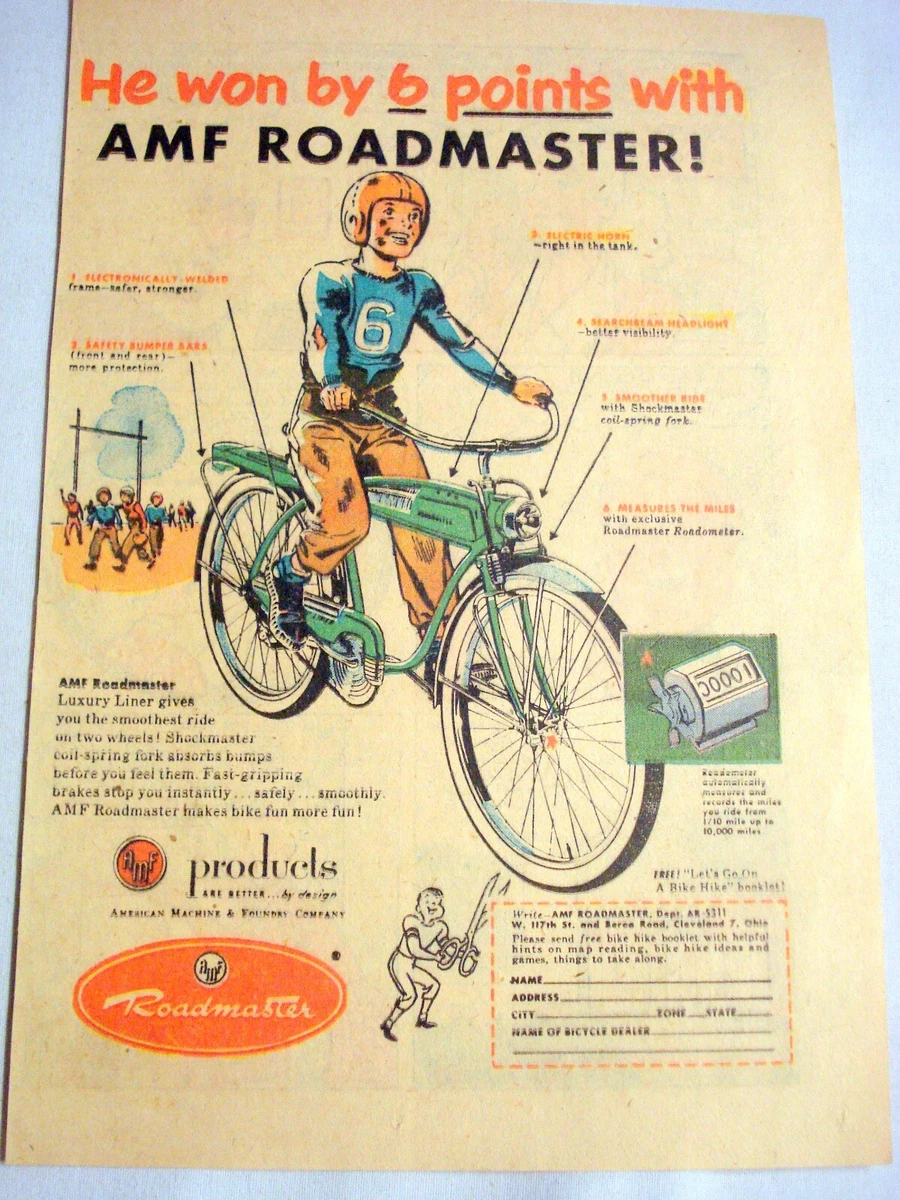 He won by 6 points with
AMF ROADMASTER!
1. ELECTRONICALLY-WELDED
frame—safer, stronger.
2. SAFETY BUMPER BARS
(front and rear)—
more protection.
3. ELECTRIC HORN
—right in the tank.
4. SEARCHBEAM HEADLIGHT
—better visibility.
5. SMOOTHER RIDE
with Shockmaster
coil-spring fork.
6. MEASURES THE MILES
with exclusive
Roadmaster Roadometer.
6
00001
Roadometer
automatically
measures and
records the miles
you ride from
1/10 mile up to
10,000 miles
AMF Roadmaster
Luxury Liner gives
you the smoothest ride
on two wheels! Shockmaster
coil-spring fork absorbs bumps
before you feel them. Fast-gripping
brakes stop you instantly...safely...smoothly.
AMF Roadmaster makes bike fun more fun!
AMF
products
ARE BETTER...by design
AMERICAN MACHINE & FOUNDRY COMPANY
AMF
Roadmaster
®
FREE! "Let's Go On
A Bike Hike" booklet!
Write—AMF ROADMASTER, Dept. AR-5311
W. 117th St. and Berea Road, Cleveland 7, Ohio
Please send free bike hike booklet with helpful
hints on map reading, bike hike ideas and
games, things to take along.
NAME
ADDRESS
CITY ZONE STATE
NAME OF BICYCLE DEALER